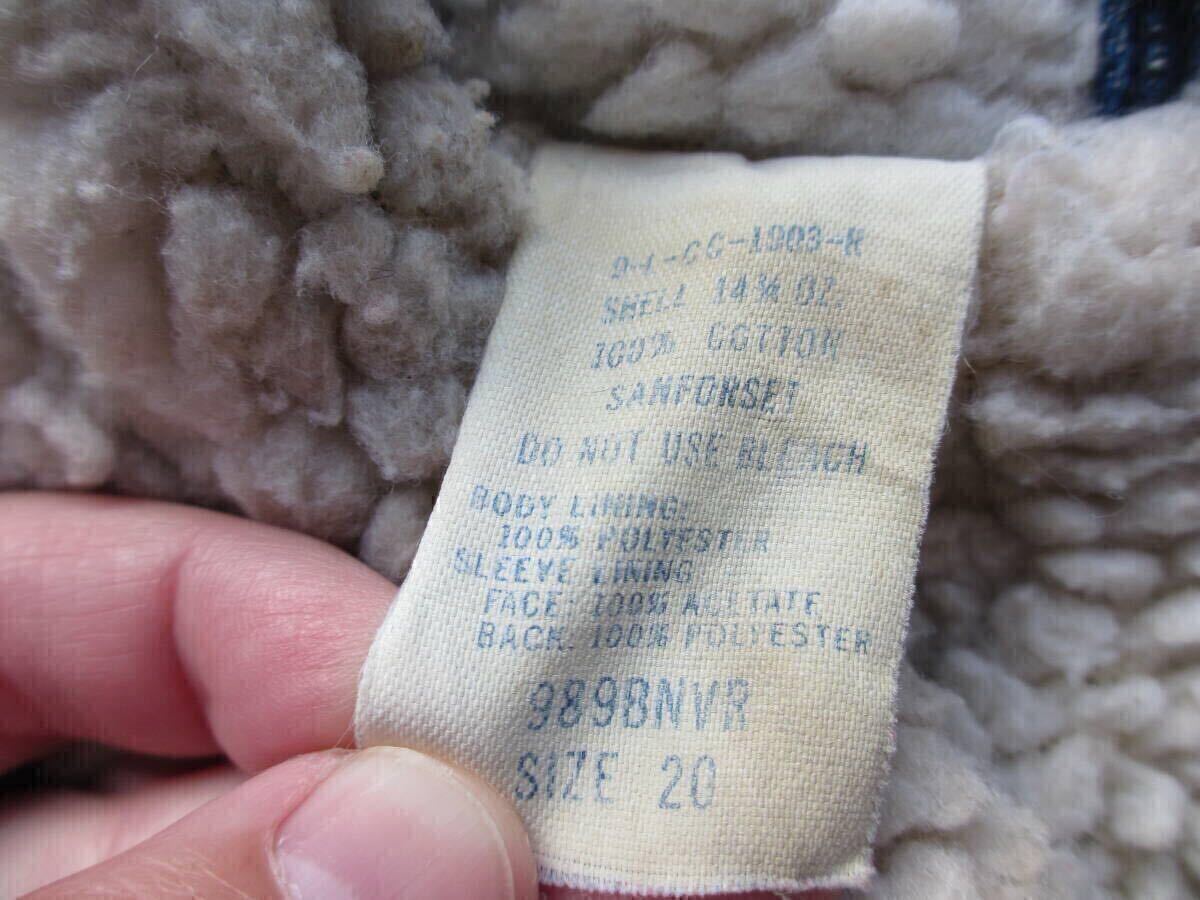 SHELL 14¾ OZ.
100% COTTON
SANFORSET
DO NOT USE BLEACH
BODY LINING:
100% POLYESTER
SLEEVE LINING
FACE: 100% ACETATE
BACK: 100% POLYESTER
989BNVR
SIZE 20